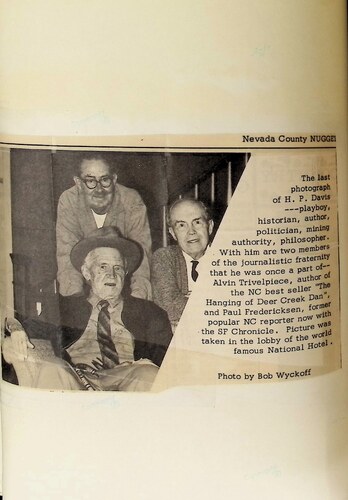 Nevada County NUGGE
The last
photograph
of H. P. Davis
---playboy,
historian, author,
politician, mining
authority, philosopher.
With him are two members
of the journalistic fraternity
that he was once a part of--
Alvin Trivelpiece, author of
the NC best seller "The
Hanging of Deer Creek Dan",
and Paul Fredericksen, former
popular NC reporter now with
the SF Chronicle. Picture was
taken in the lobby of the world
famous National Hotel.
Photo by Bob Wyckoff